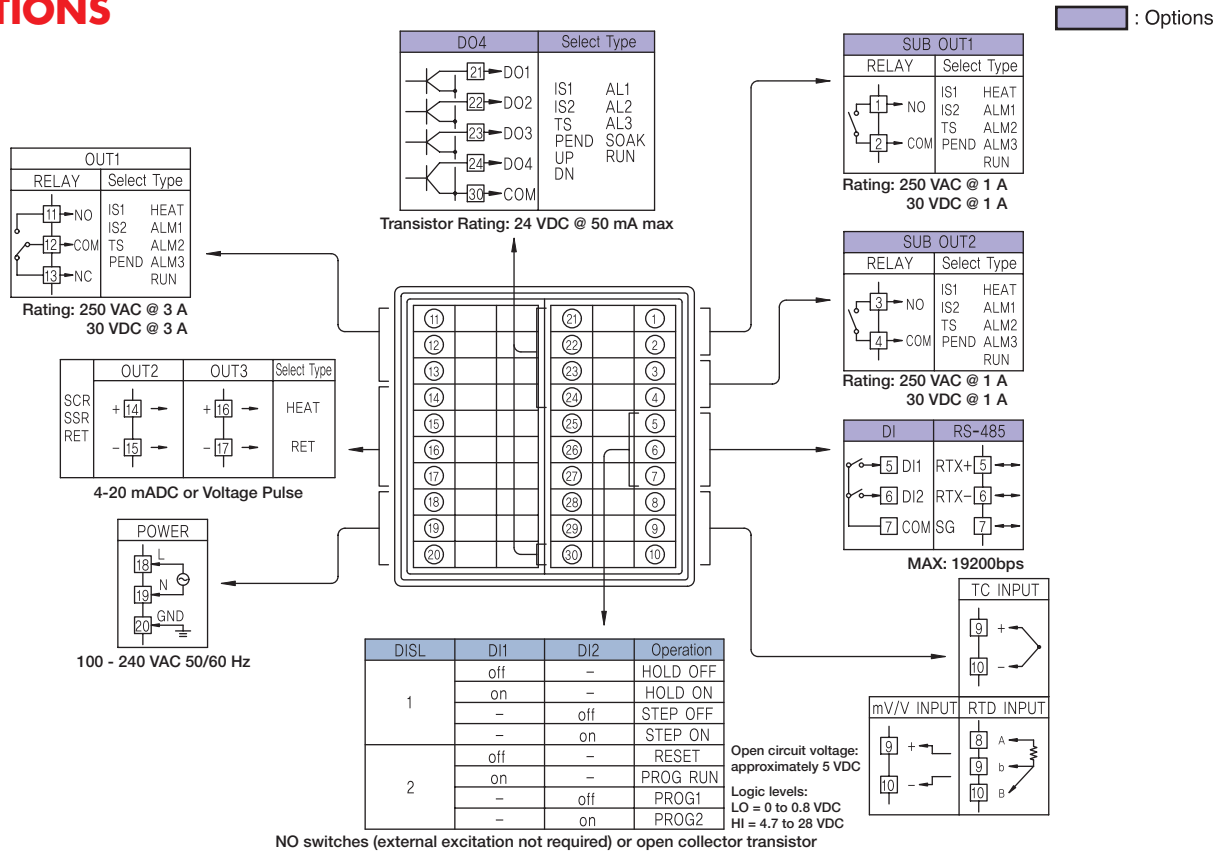 TIONS
: Options
DO4 Select Type
21 DO1
22 DO2
23 DO3
24 DO4
30 COM
IS1 AL1
IS2 AL2
TS AL3
PEND SOAK
UP RUN
DN
Transistor Rating: 24 VDC @ 50 mA max
SUB OUT1
RELAY Select Type
1 NO
2 COM
IS1 HEAT
IS2 ALM1
TS ALM2
PEND ALM3
RUN
Rating: 250 VAC @ 1 A
30 VDC @ 1 A
OUT1
RELAY Select Type
11 NO
12 COM
13 NC
IS1 HEAT
IS2 ALM1
TS ALM2
PEND ALM3
RUN
Rating: 250 VAC @ 3 A
30 VDC @ 3 A
SUB OUT2
RELAY Select Type
3 NO
4 COM
IS1 HEAT
IS2 ALM1
TS ALM2
PEND ALM3
RUN
Rating: 250 VAC @ 1 A
30 VDC @ 1 A
11 21 1
12 22 2
13 23 3
14 24 4
15 25 5
16 26 6
17 27 7
18 28 8
19 29 9
20 30 10
OUT2 OUT3 Select Type
SCR
SSR
RET
+ 14 + 16 HEAT
- 15 - 17 RET
4-20 mADC or Voltage Pulse
DI RS-485
5 DI1 RTX+ 5
6 DI2 RTX- 6
7 COM SG 7
MAX: 19200bps
POWER
18 L
19 N
20 GND
100 - 240 VAC 50/60 Hz
TC INPUT
9 +
10 -
mV/V INPUT RTD INPUT
9 +
10 -
8 A
9 b
10 B
DISL DI1 DI2 Operation
1 off – HOLD OFF
on – HOLD ON
– off STEP OFF
– on STEP ON
2 off – RESET
on – PROG RUN
– off PROG1
– on PROG2
Open circuit voltage:
approximately 5 VDC
Logic levels:
LO = 0 to 0.8 VDC
HI = 4.7 to 28 VDC
NO switches (external excitation not required) or open collector transistor